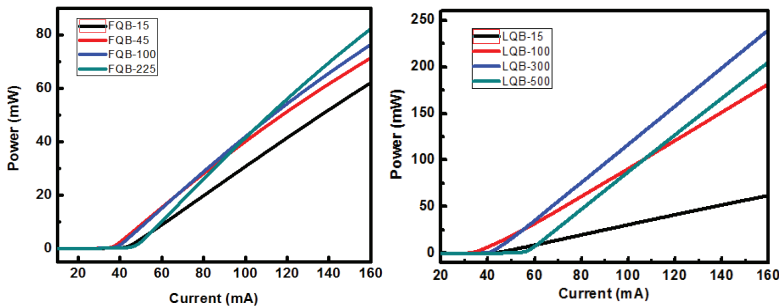 FQB-15
FQB-45
FQB-100
FQB-225
Power (mW)
80
60
40
20
0
20 40 60 80 100 120 140 160
Current (mA)
LQB-15
LQB-100
LQB-300
LQB-500
Power (mW)
250
200
150
100
50
0
20 40 60 80 100 120 140 160
Current (mA)